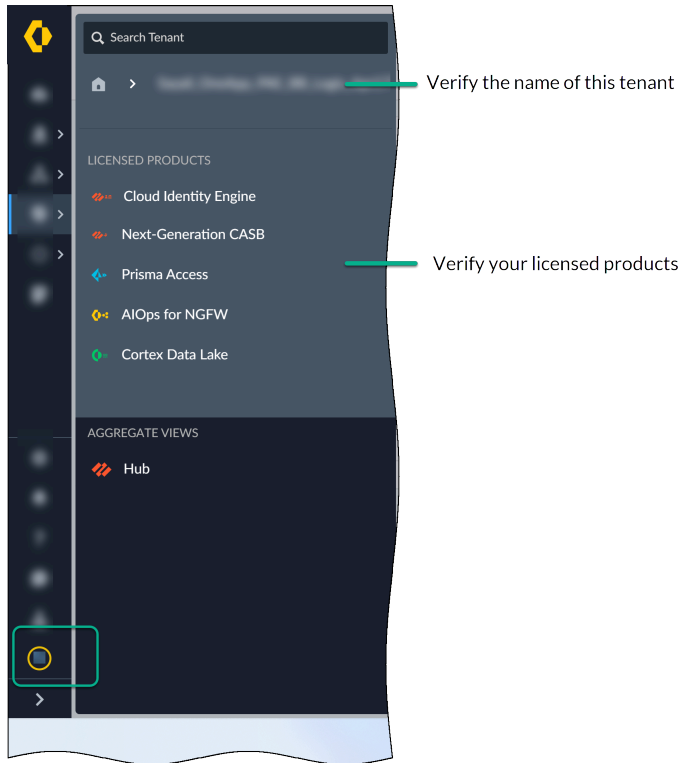 Search Tenant
Verify the name of this tenant
LICENSED PRODUCTS
Cloud Identity Engine
Next-Generation CASB
Verify your licensed products
Prisma Access
AIOps for NGFW
Cortex Data Lake
AGGREGATE VIEWS
Hub